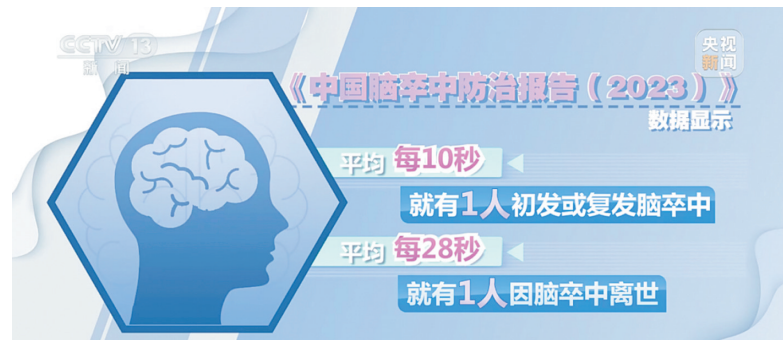 CCTV 13
新闻
央视
新闻
《中国脑卒中防治报告（2023）》
数据显示
平均 每10秒
就有1人初发或复发脑卒中
平均 每28秒
就有1人因脑卒中离世